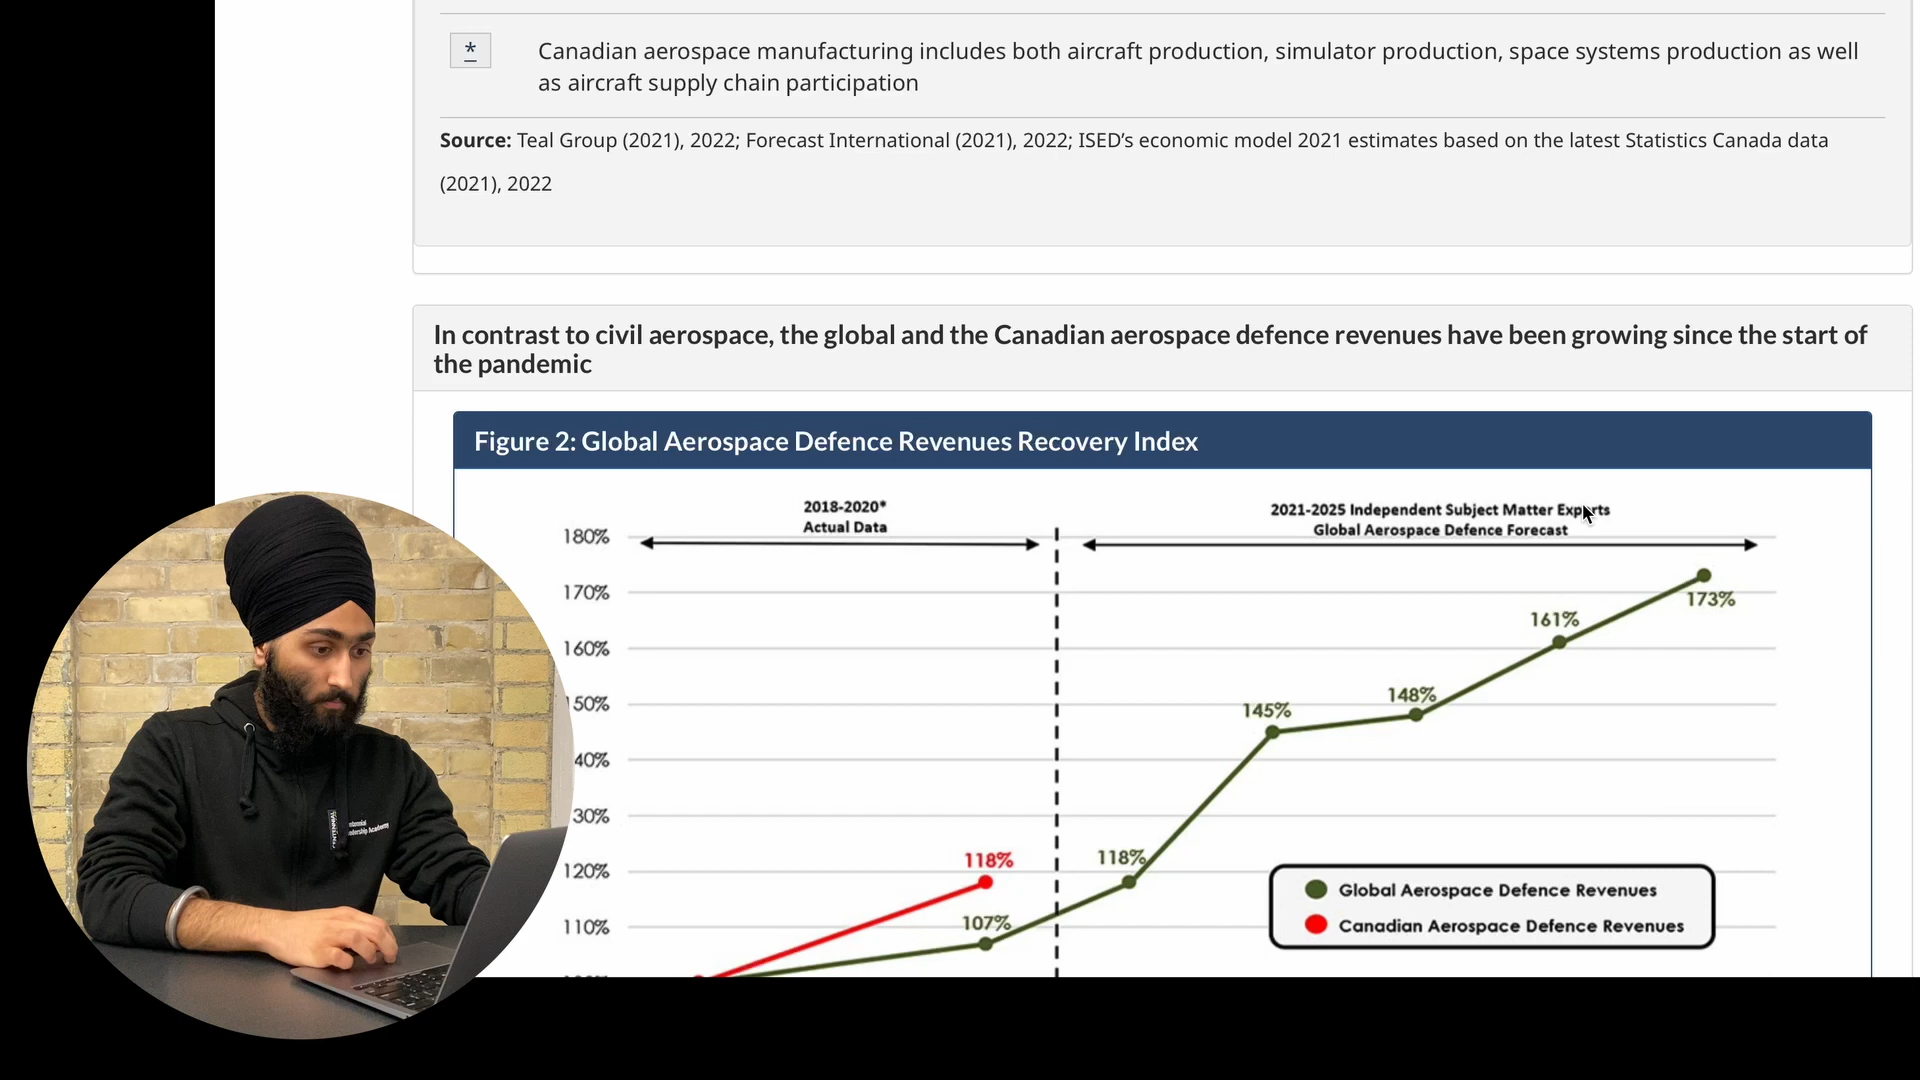 *
Canadian aerospace manufacturing includes both aircraft production, simulator production, space systems production as well
as aircraft supply chain participation
Source: Teal Group (2021), 2022; Forecast International (2021), 2022; ISED’s economic model 2021 estimates based on the latest Statistics Canada data
(2021), 2022
In contrast to civil aerospace, the global and the Canadian aerospace defence revenues have been growing since the start of
the pandemic
Figure 2: Global Aerospace Defence Revenues Recovery Index
2018-2020*
Actual Data
2021-2025 Independent Subject Matter Experts
Global Aerospace Defence Forecast
180%
170%
173%
161%
160%
148%
145%
50%
40%
30%
120%
118%
118%
110%
107%
Global Aerospace Defence Revenues
Canadian Aerospace Defence Revenues